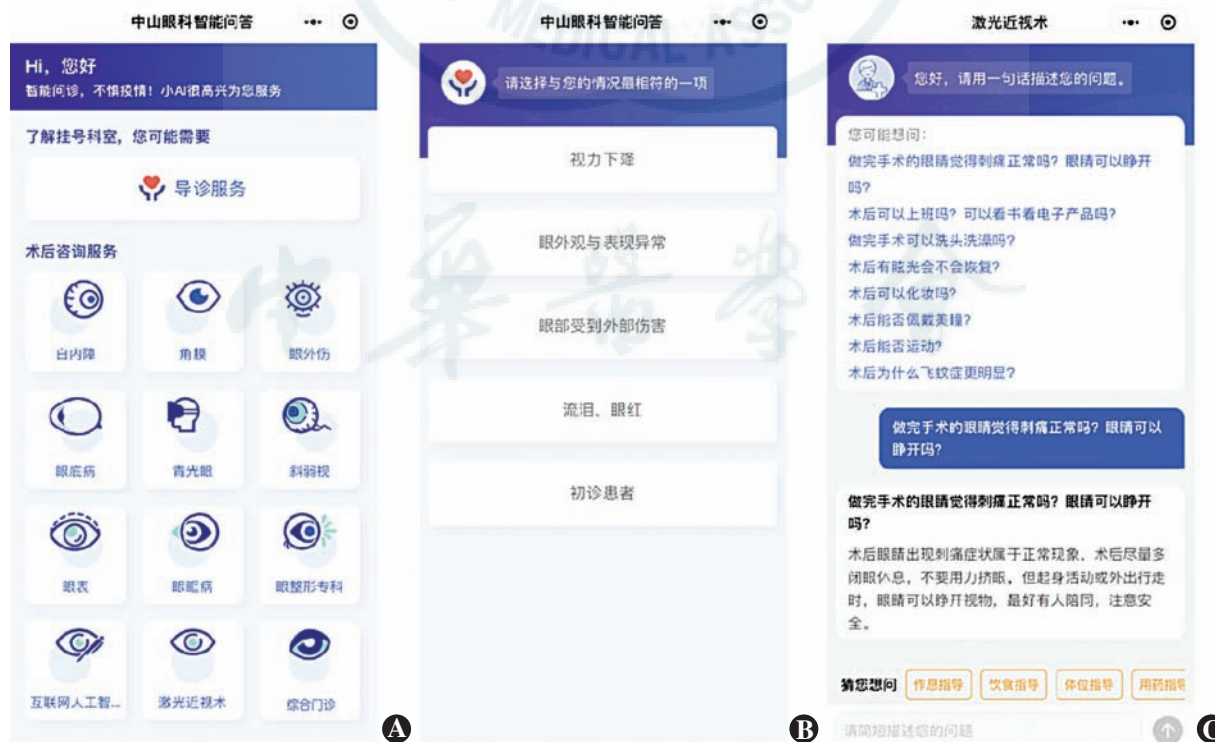 中山眼科智能问答
Hi，您好
智能问诊，不惧疫情！小AI很高兴为您服务
了解挂号科室，您可能需要
导诊服务
术后咨询服务
白内障
角膜
眼外伤
眼底病
青光眼
斜弱视
眼表
眼眶病
眼整形专科
互联网人工智...
激光近视术
综合门诊
A
中山眼科智能问答
请选择与您的情况最相符的一项
视力下降
眼外观与表现异常
眼部受到外部伤害
流泪、眼红
初诊患者
B
激光近视术
您好，请用一句话描述您的问题。
您可能想问：
做完手术的眼睛觉得刺痛正常吗？眼睛可以睁开
吗？
术后可以上班吗？可以看书看电子产品吗？
做完手术可以洗头洗澡吗？
术后有眩光会不会恢复？
术后可以化妆吗？
术后能否佩戴美瞳？
术后能否运动？
术后为什么飞蚊症更明显？
做完手术的眼睛觉得刺痛正常吗？眼睛可以
睁开吗？
做完手术的眼睛觉得刺痛正常吗？眼睛可以睁开
吗？
术后眼睛出现刺痛症状属于正常现象，术后尽量多
闭眼休息，不要用力挤眼，但起身活动或外出行走
时，眼睛可以睁开视物，最好有人陪同，注意安
全。
猜您想问
作息指导
饮食指导
体位指导
用药指导
请简短描述您的问题
C
MEDICAL ASSO
中华医学